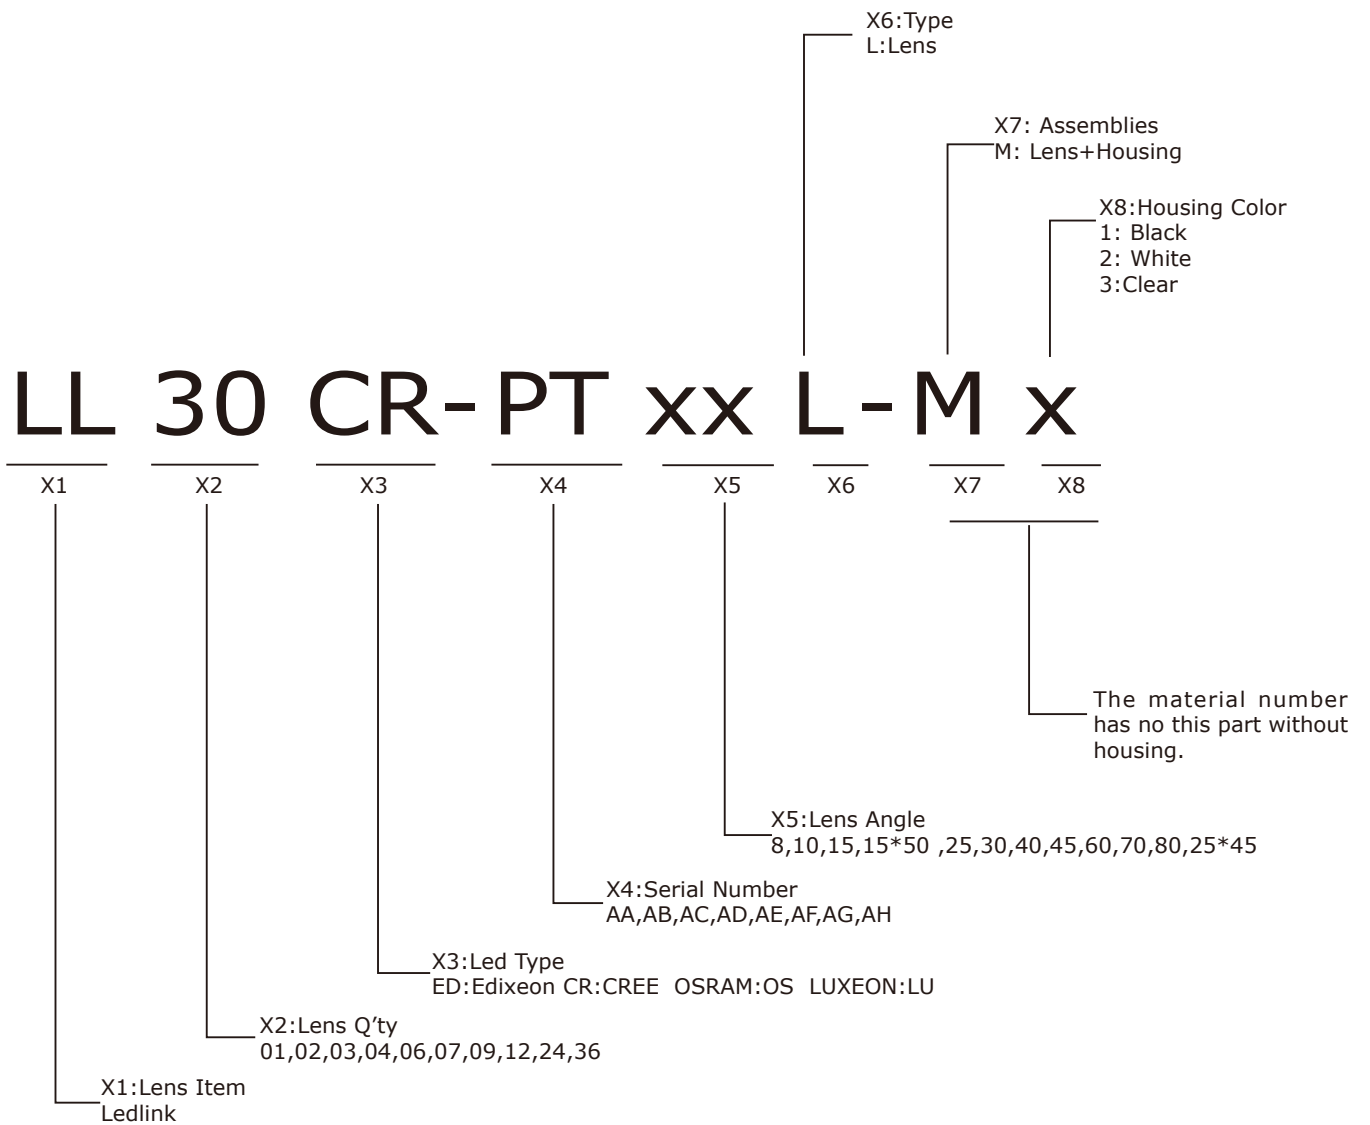 X6:Type
L:Lens
X7: Assemblies
M: Lens+Housing
X8:Housing Color
1: Black
2: White
3:Clear
LL 30 CR-PT xx L-M x
X1 X2 X3 X4 X5 X6 X7 X8
The material number
has no this part without
housing.
X5:Lens Angle
8,10,15,15*50 ,25,30,40,45,60,70,80,25*45
X4:Serial Number
AA,AB,AC,AD,AE,AF,AG,AH
X3:Led Type
ED:Edixeon CR:CREE OSRAM:OS LUXEON:LU
X2:Lens Q’ty
01,02,03,04,06,07,09,12,24,36
X1:Lens Item
Ledlink